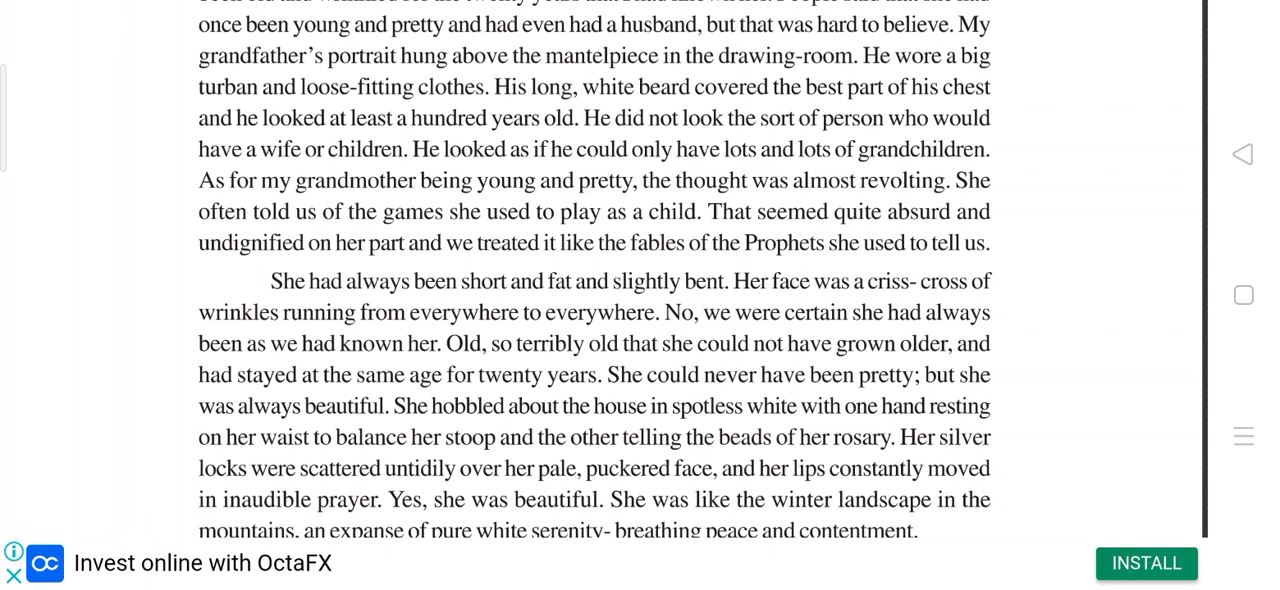 once been young and pretty and had even had a husband, but that was hard to believe. My
grandfather’s portrait hung above the mantelpiece in the drawing-room. He wore a big
turban and loose-fitting clothes. His long, white beard covered the best part of his chest
and he looked at least a hundred years old. He did not look the sort of person who would
have a wife or children. He looked as if he could only have lots and lots of grandchildren.
As for my grandmother being young and pretty, the thought was almost revolting. She
often told us of the games she used to play as a child. That seemed quite absurd and
undignified on her part and we treated it like the fables of the Prophets she used to tell us.
She had always been short and fat and slightly bent. Her face was a criss- cross of
wrinkles running from everywhere to everywhere. No, we were certain she had always
been as we had known her. Old, so terribly old that she could not have grown older, and
had stayed at the same age for twenty years. She could never have been pretty; but she
was always beautiful. She hobbled about the house in spotless white with one hand resting
on her waist to balance her stoop and the other telling the beads of her rosary. Her silver
locks were scattered untidily over her pale, puckered face, and her lips constantly moved
in inaudible prayer. Yes, she was beautiful. She was like the winter landscape in the
mountains, an expanse of pure white serenity- breathing peace and contentment.
Invest online with OctaFX
INSTALL